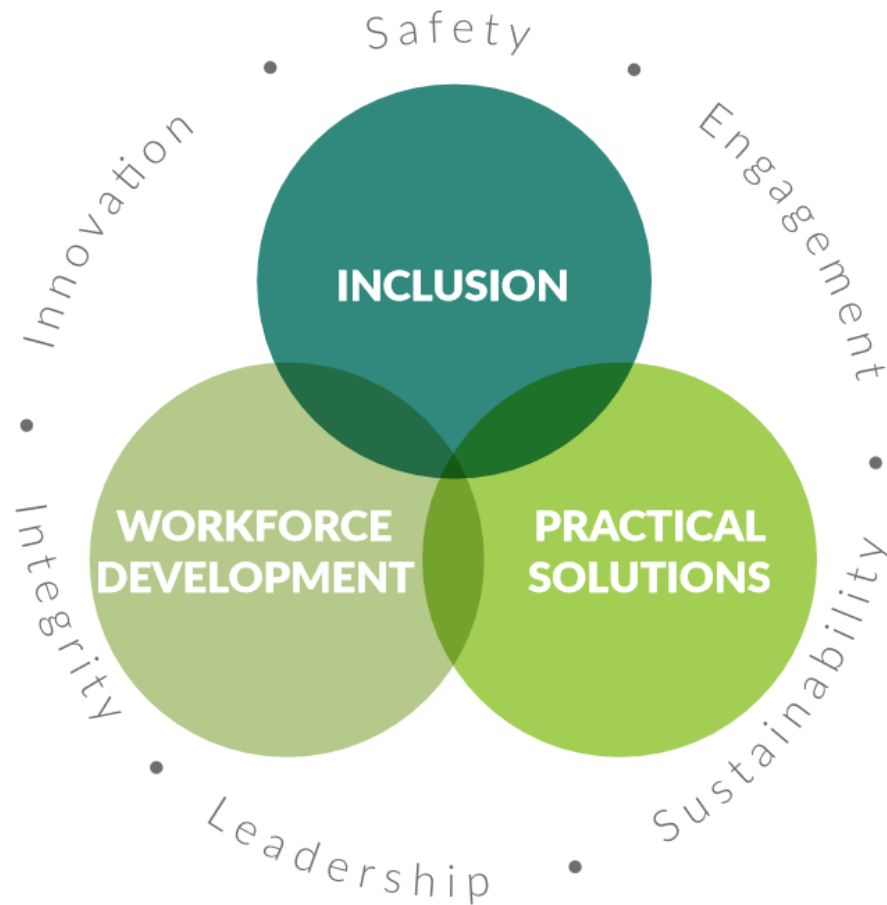 Safety
Engagement
Sustainability
Leadership
Integrity
Innovation
INCLUSION
WORKFORCE
DEVELOPMENT
PRACTICAL
SOLUTIONS